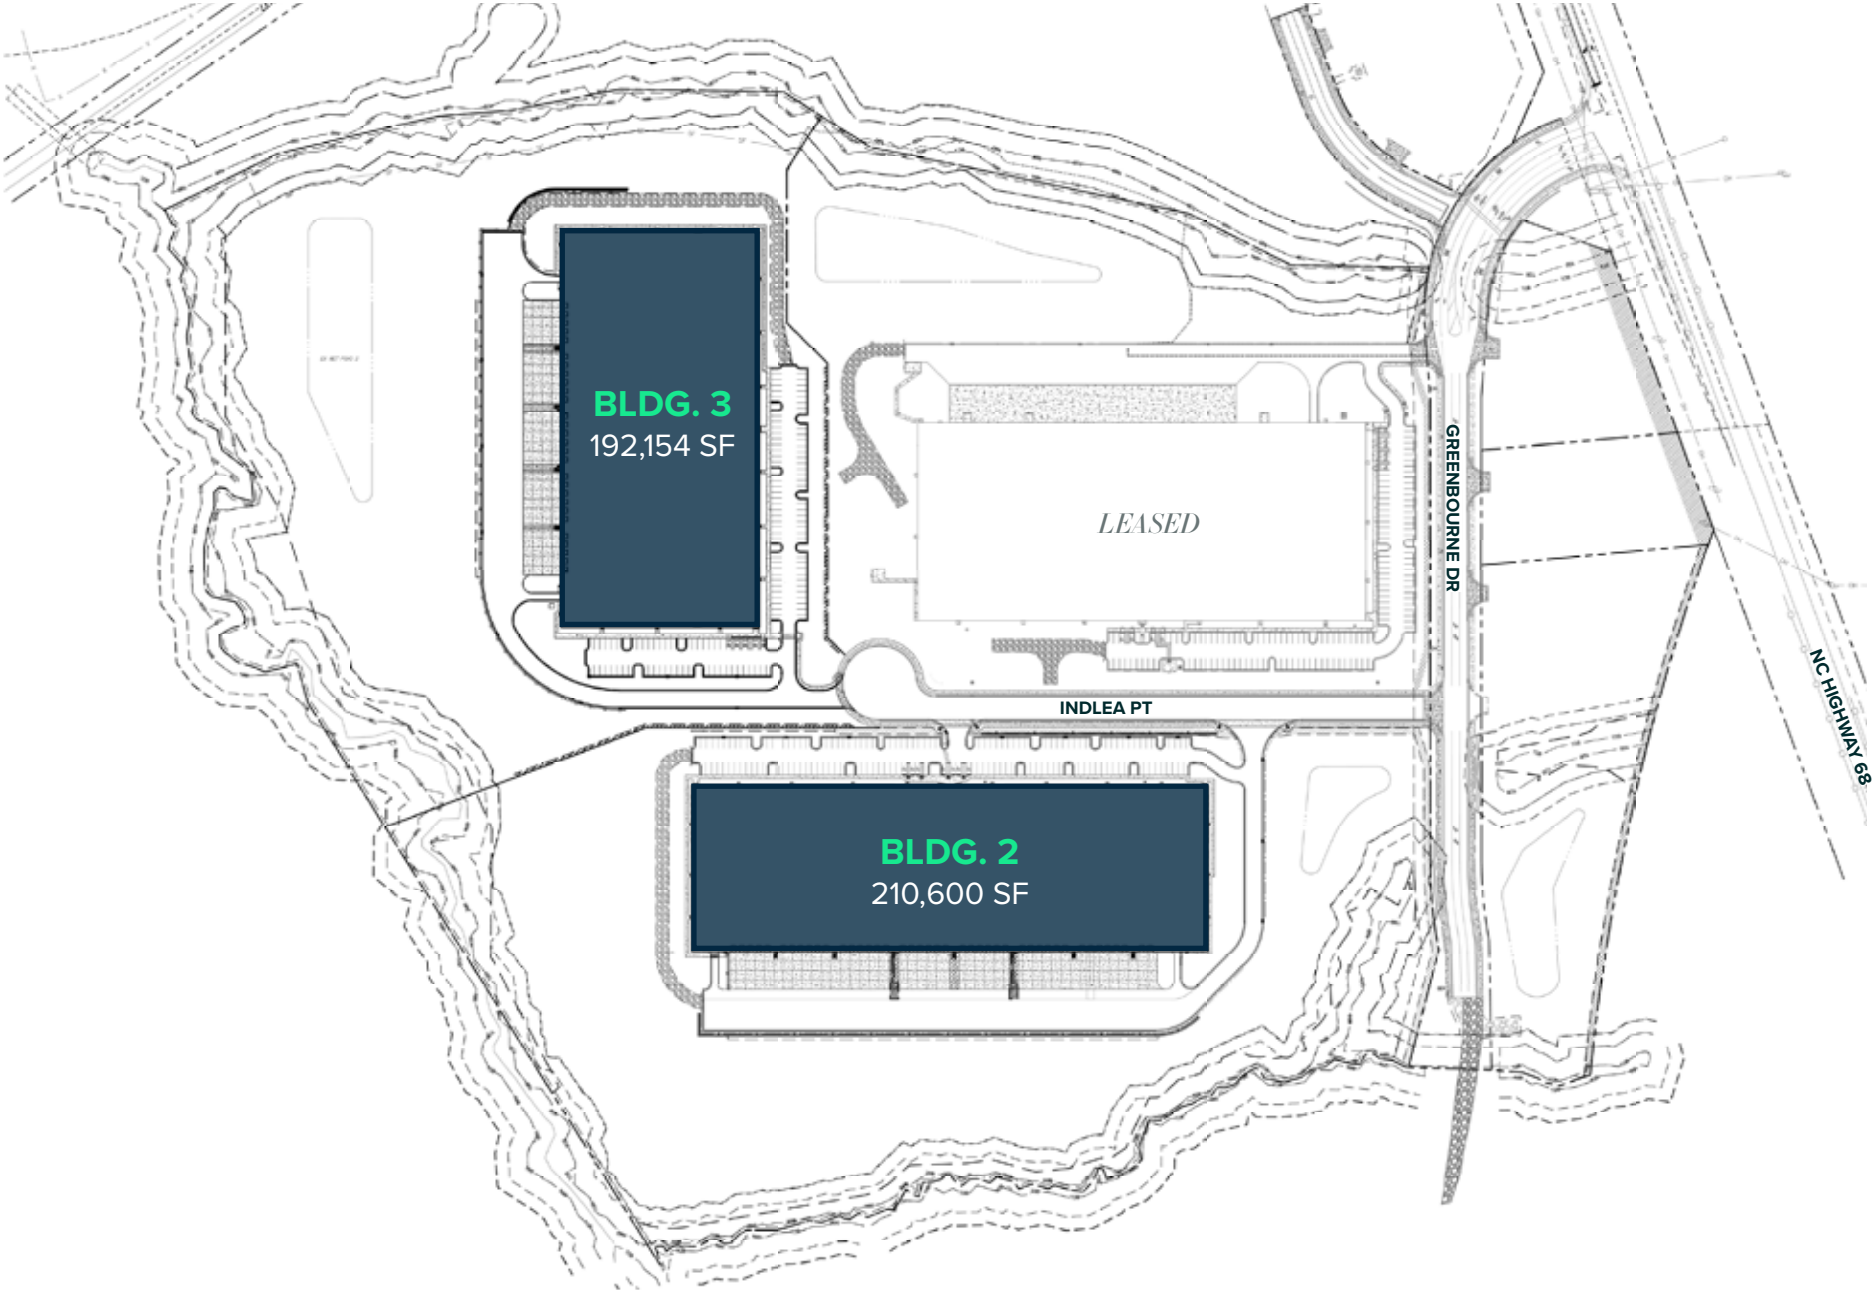 BLDG. 3
192,154 SF
LEASED
GREENBOURNE DR
INDLEA PT
NC HIGHWAY 68
BLDG. 2
210,600 SF